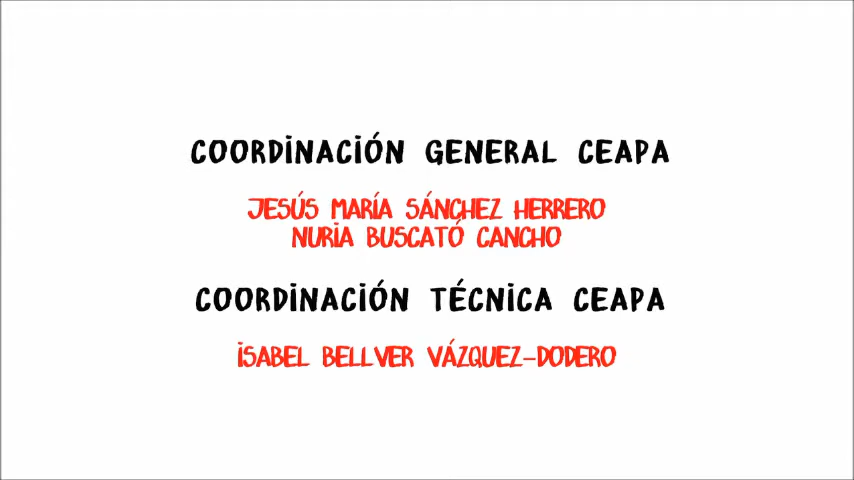 COORDINACIÓN GENERAL CEAPA
JESÚS MARÍA SÁNCHEZ HERRERO
NURIA BUSCATÓ CANCHO
COORDINACIÓN TÉCNICA CEAPA
ISABEL BELLVER VÁZQUEZ-DODERO